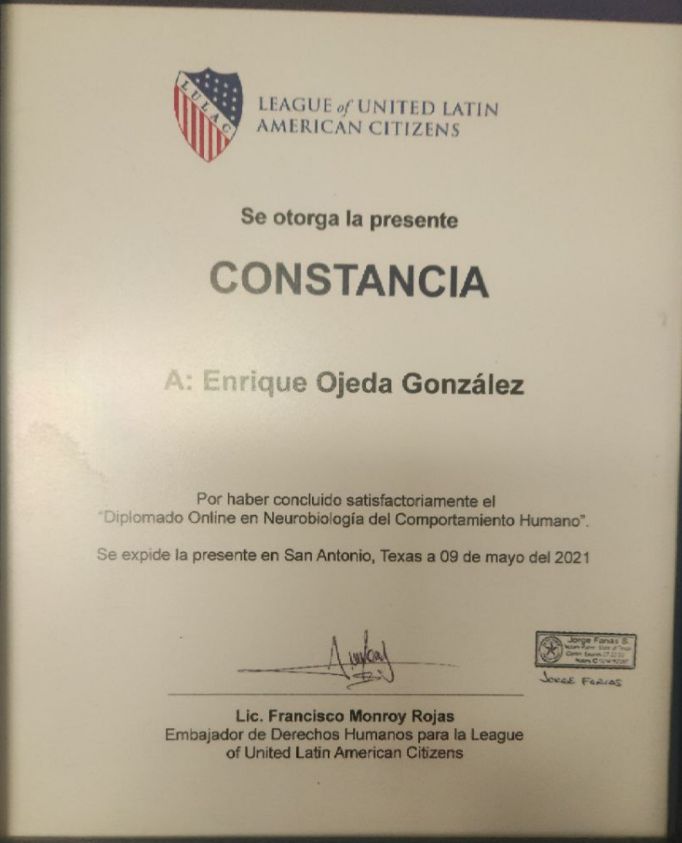 LULAC
LEAGUE of UNITED LATIN
AMERICAN CITIZENS
Se otorga la presente
CONSTANCIA
A: Enrique Ojeda González
Por haber concluido satisfactoriamente el
"Diplomado Online en Neurobiología del Comportamiento Humano".
Se expide la presente en San Antonio, Texas a 09 de mayo del 2021
Jorge Farias S.
JORGE FARIAS
Lic. Francisco Monroy Rojas
Embajador de Derechos Humanos para la League
of United Latin American Citizens